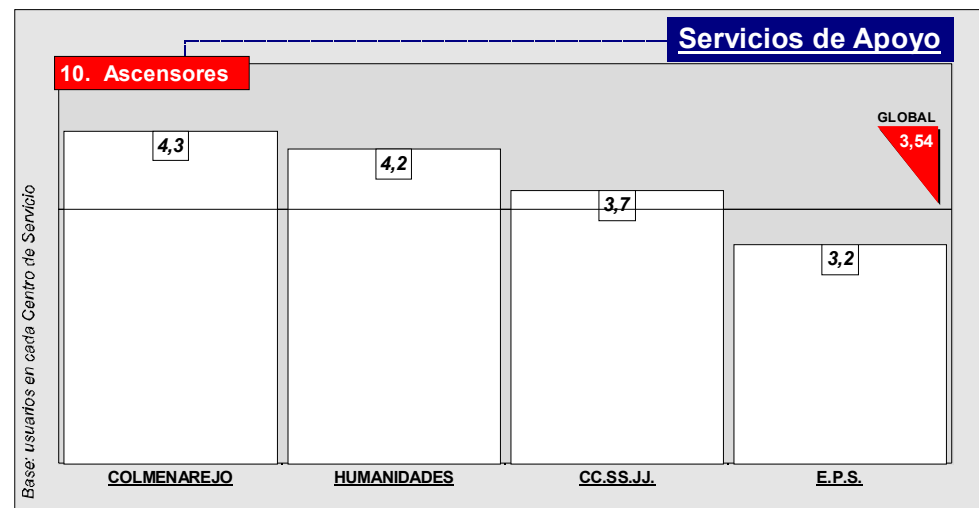 Servicios de Apoyo
10. Ascensores
GLOBAL
3,54
4,3
4,2
3,7
3,2
Base: usuarios en cada Centro de Servicio
COLMENAREJO
HUMANIDADES
CC.SS.JJ.
E.P.S.